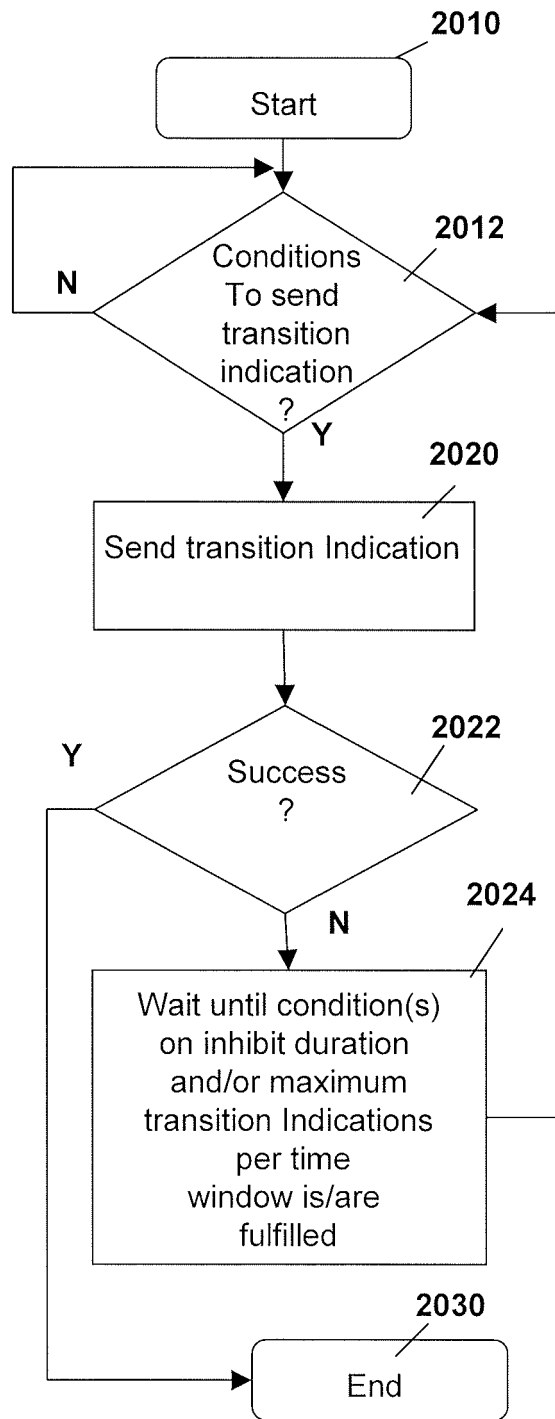 2010
Start
2012
Conditions
To send
transition
indication
?
N
Y
2020
Send transition Indication
2022
Y
Success
?
N
2024
Wait until condition(s)
on inhibit duration
and/or maximum
transition Indications
per time
window is/are
fulfilled
2030
End